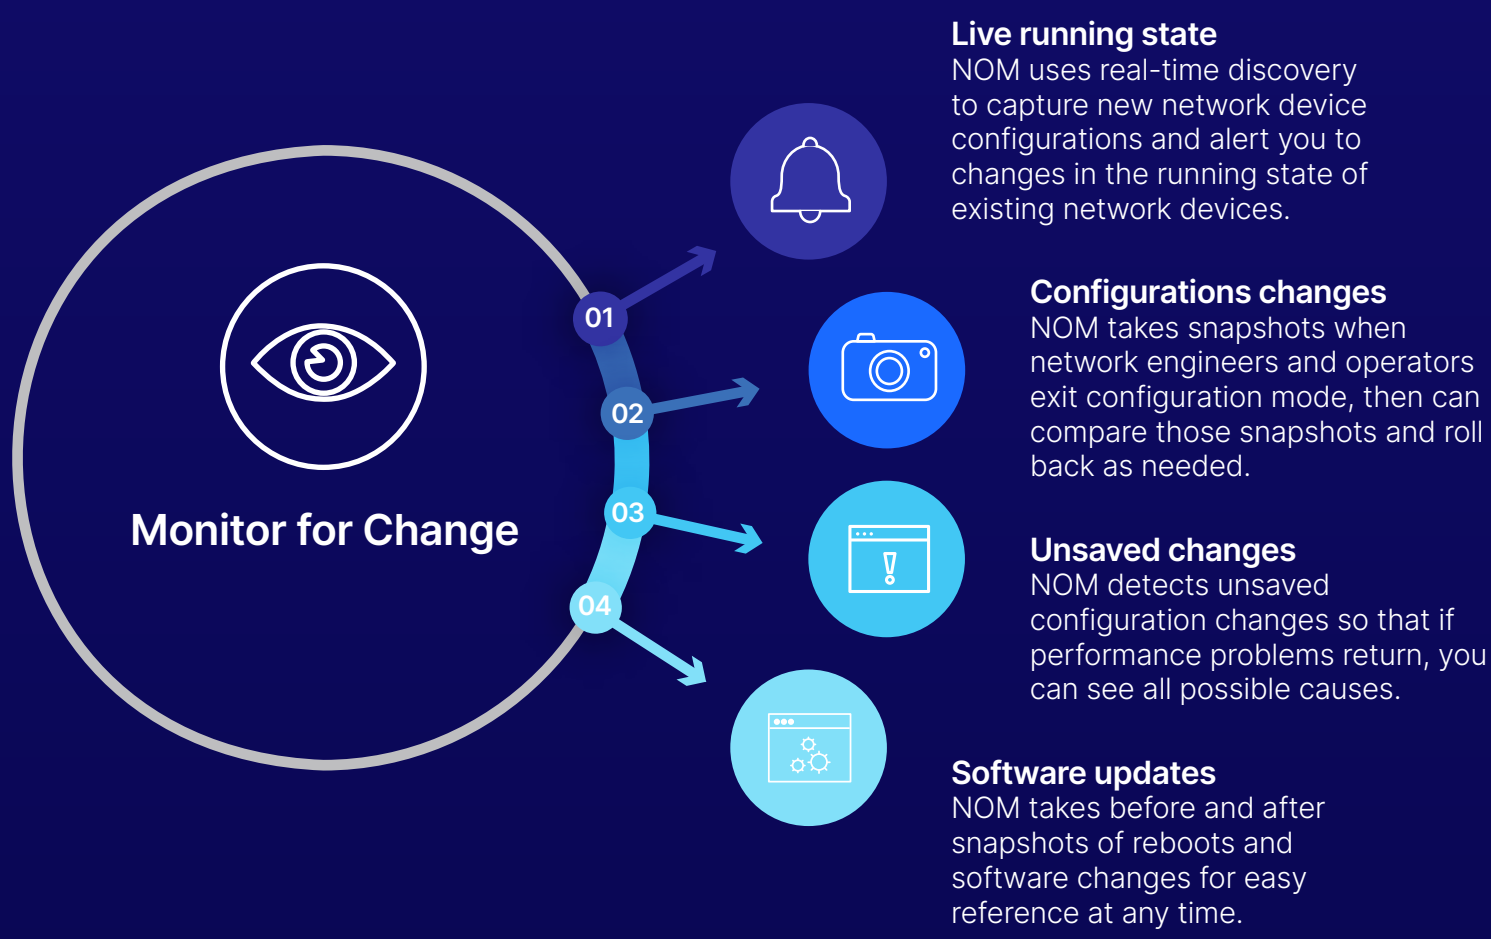 Monitor for Change
01
02
03
04
Live running state
NOM uses real-time discovery
to capture new network device
configurations and alert you to
changes in the running state of
existing network devices.
Configurations changes
NOM takes snapshots when
network engineers and operators
exit configuration mode, then can
compare those snapshots and roll
back as needed.
Unsaved changes
NOM detects unsaved
configuration changes so that if
performance problems return, you
can see all possible causes.
Software updates
NOM takes before and after
snapshots of reboots and
software changes for easy
reference at any time.